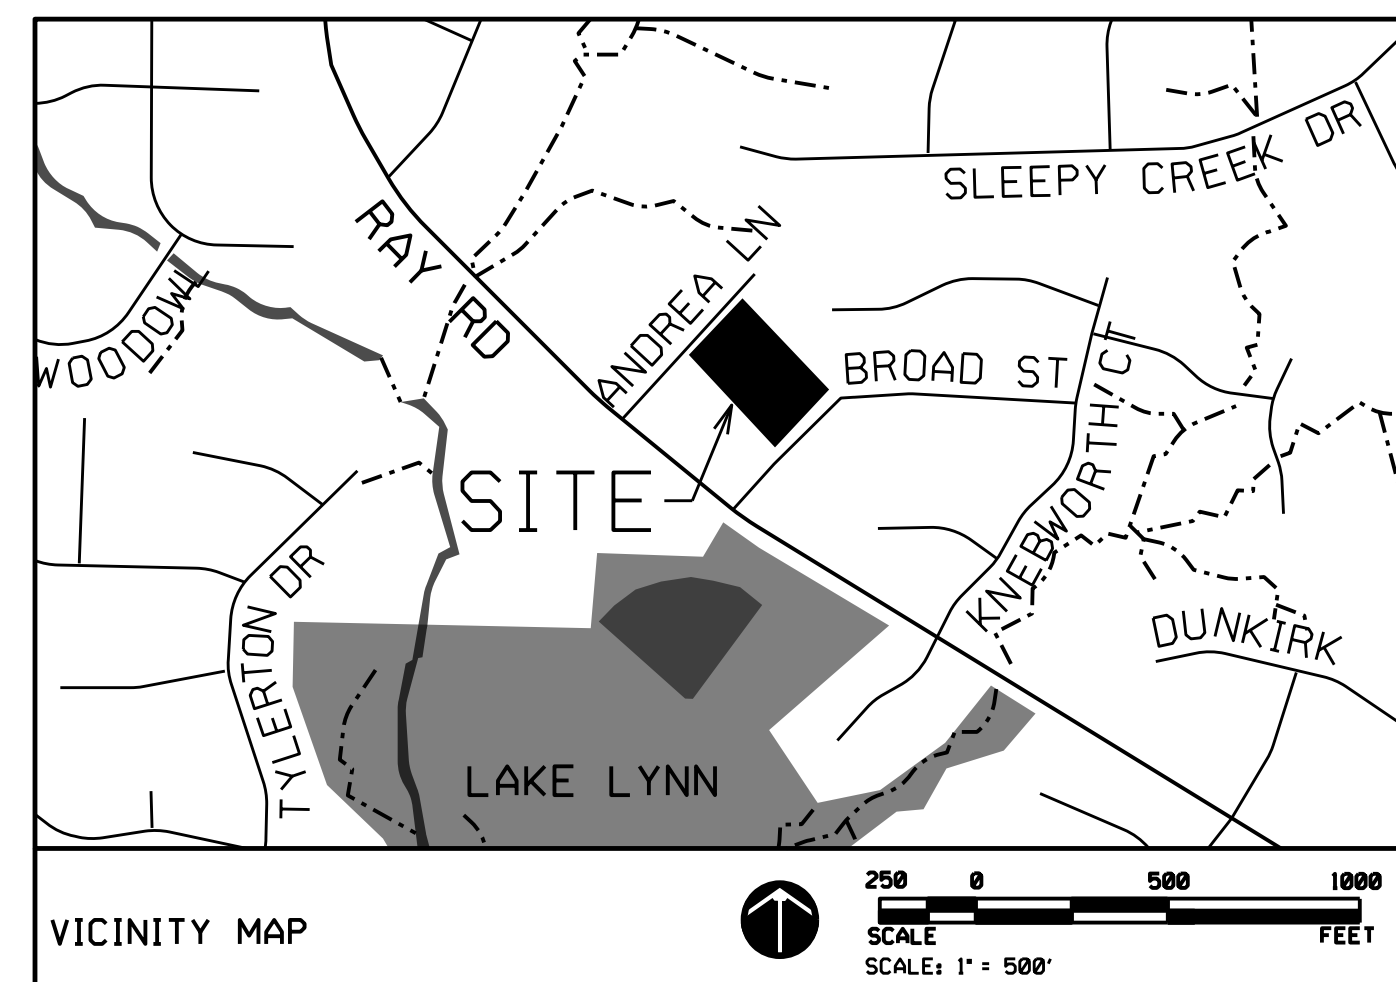 SLEEPY CREEK DR
RAY RD
ANDREA LN
WOODOWL
BROAD ST
KNEBWORTH CT
SITE
TYLERTON DR
DUNKIRK
LAKE LYNN
VICINITY MAP
250 0 500 1000
SCALE FEET
SCALE: 1" = 500'